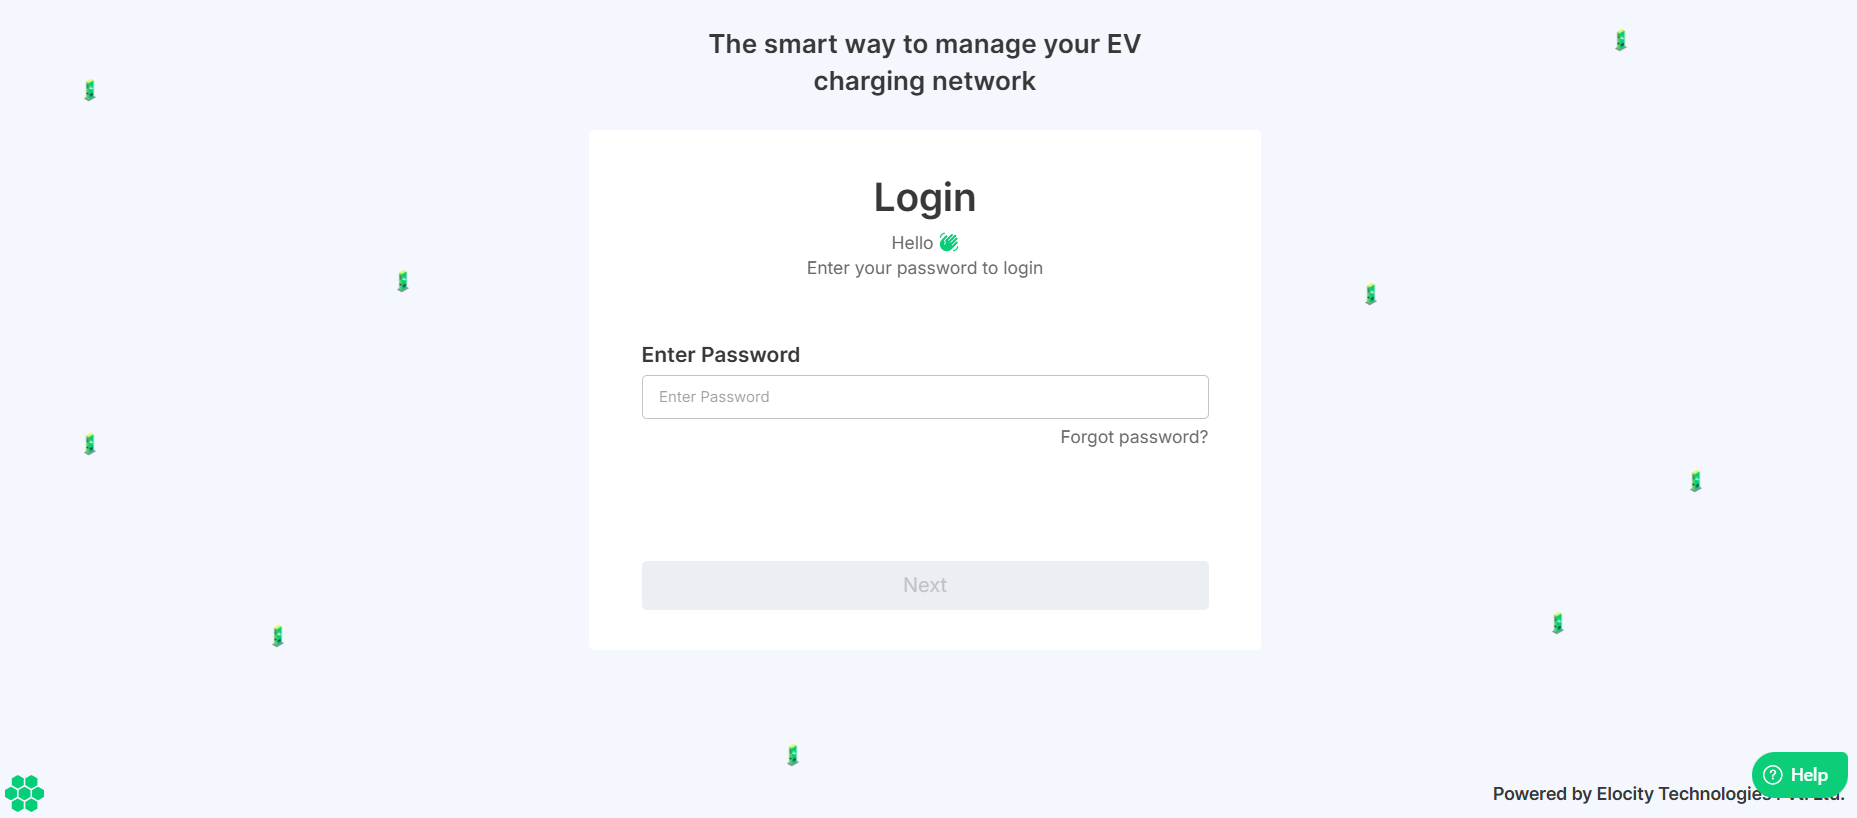 The smart way to manage your EV
charging network
Login
Hello
Enter your password to login
Enter Password
Enter Password
Forgot password?
Next
Help
Powered by Elocity Technologies Ltd.